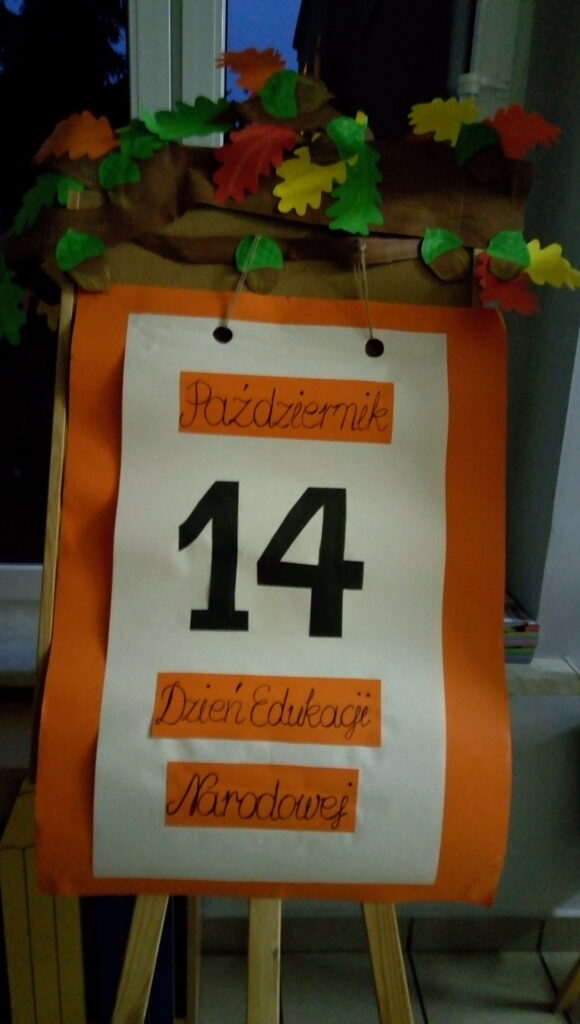 Październik
14
Dzień Edukacji
Narodowej